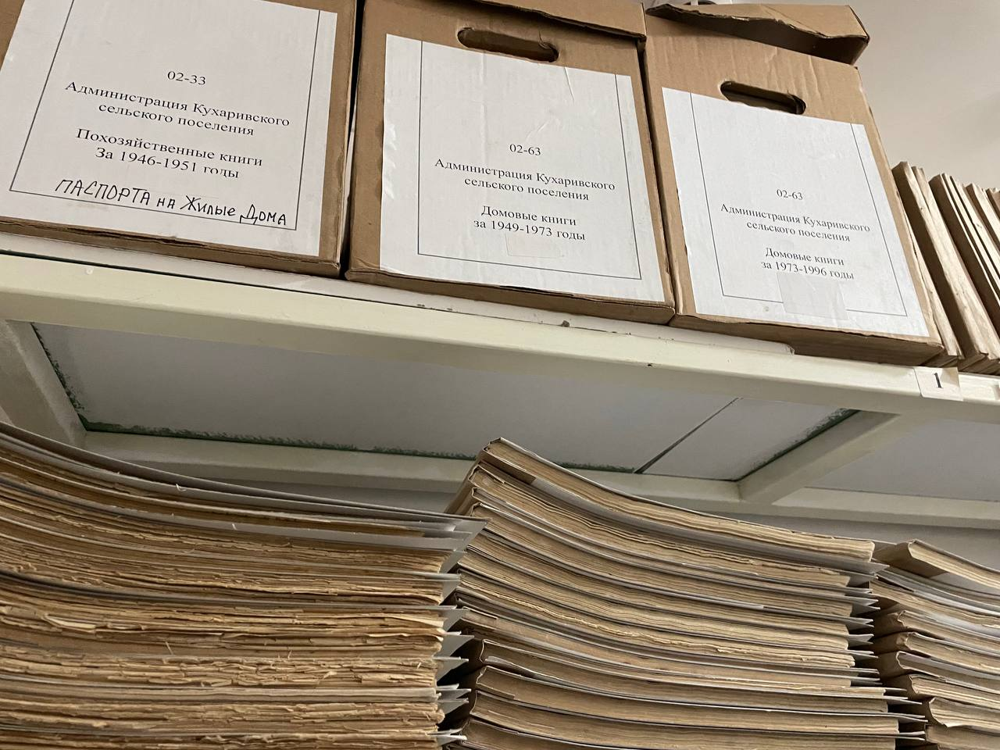 02-33
Администрация Кухаривского
сельского поселения
Похозяйственные книги
За 1946-1951 годы
ПАСПОРТА на Жилые Дома
02-63
Администрация Кухаривского
сельского поселения
Домовые книги
за 1949-1973 годы
02-63
Администрация Кухаривского
сельского поселения
Домовые книги
за 1973-1996 годы
1